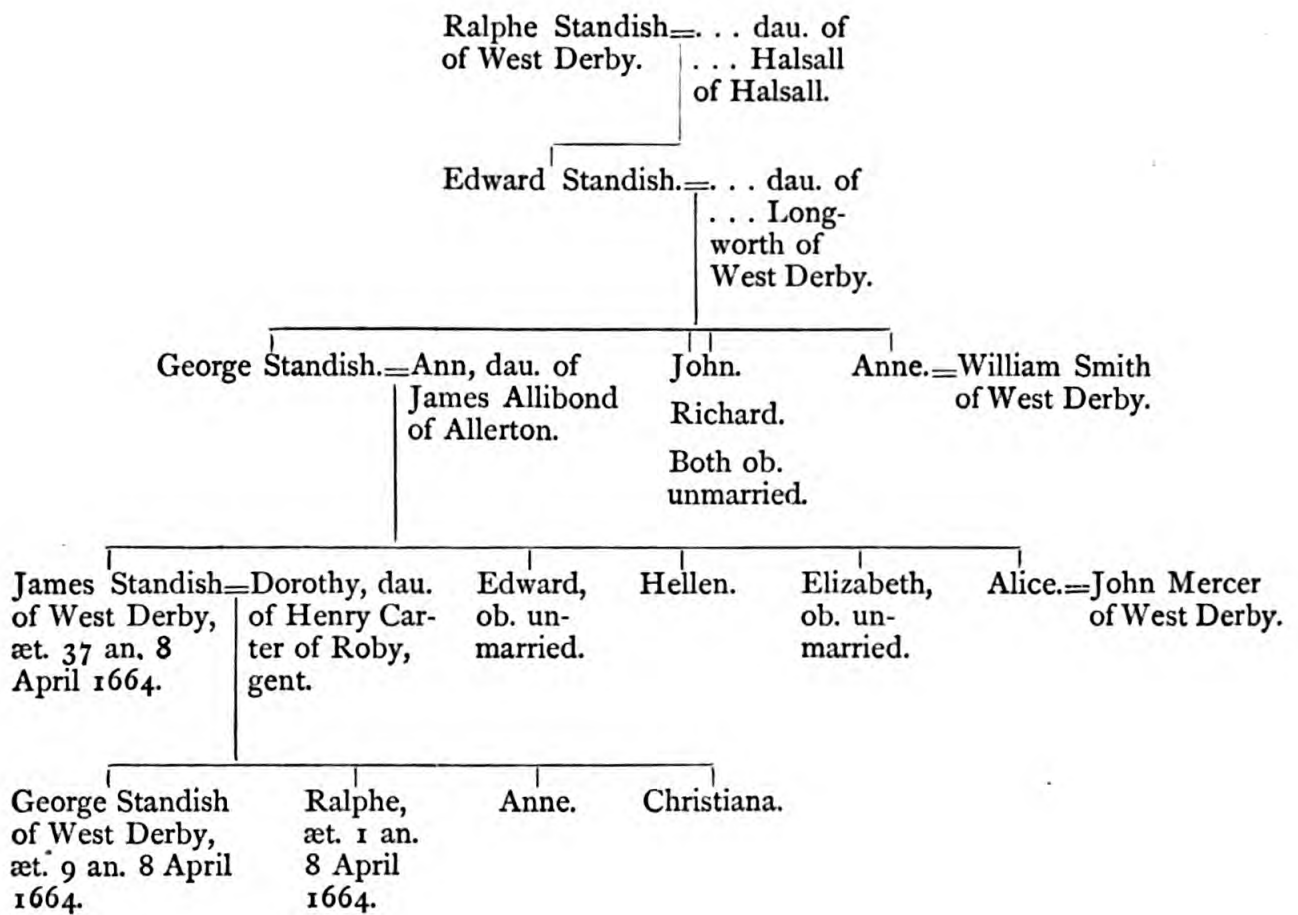 Ralphe Standish=. . . dau. of
of West Derby. . . . Halsall
of Halsall.
Edward Standish.=. . . dau. of
. . . Long-
worth of
West Derby.
George Standish.=Ann, dau. of
James Allibond
of Allerton.
John.
Richard.
Both ob.
unmarried.
Anne.=William Smith
of West Derby.
James Standish=Dorothy, dau.
of West Derby, of Henry Car-
æt. 37 an. 8 ter of Roby,
April 1664. gent.
Edward,
ob. un-
married.
Hellen.
Elizabeth,
ob. un-
married.
Alice.=John Mercer
of West Derby.
George Standish
of West Derby,
æt. 9 an. 8 April
1664.
Ralphe,
æt. 1 an.
8 April
1664.
Anne.
Christiana.